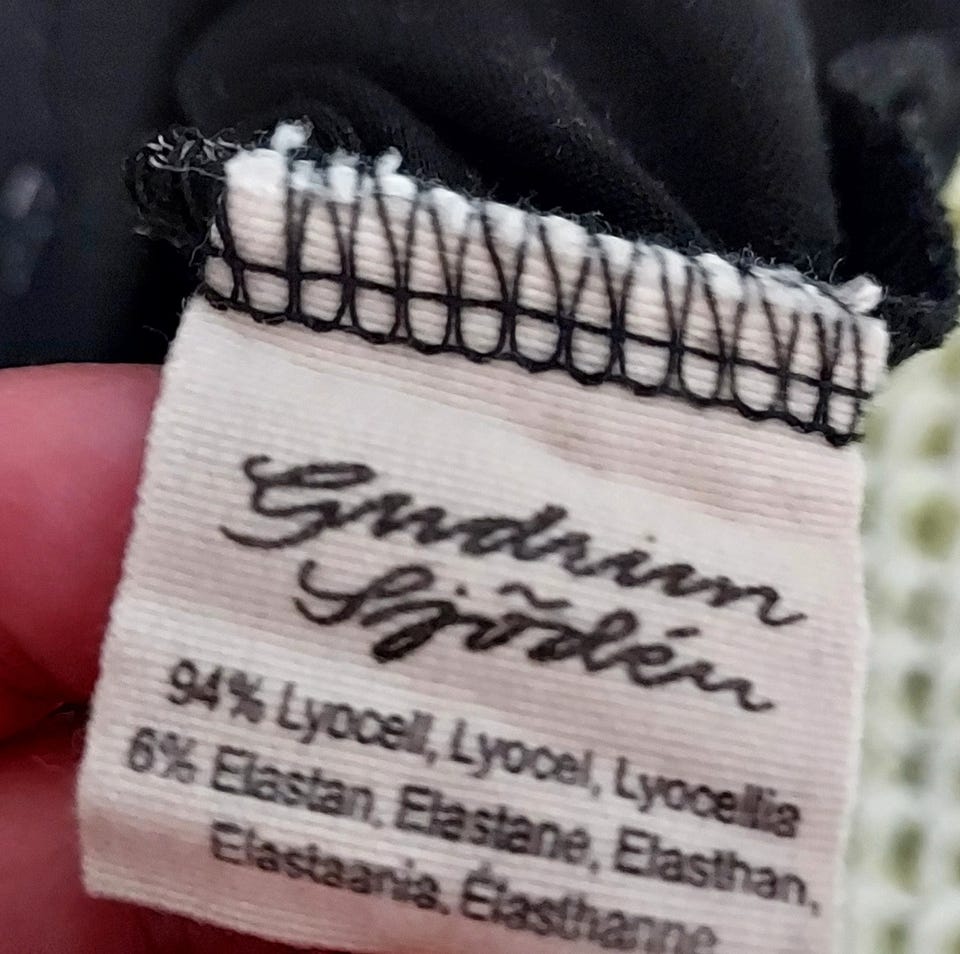 Gudrun
Sjödén
94% Lyocell, Lyocel, Lyocellia
6% Elastan, Elastane, Elasthan,
Elastaania, Élasthanne